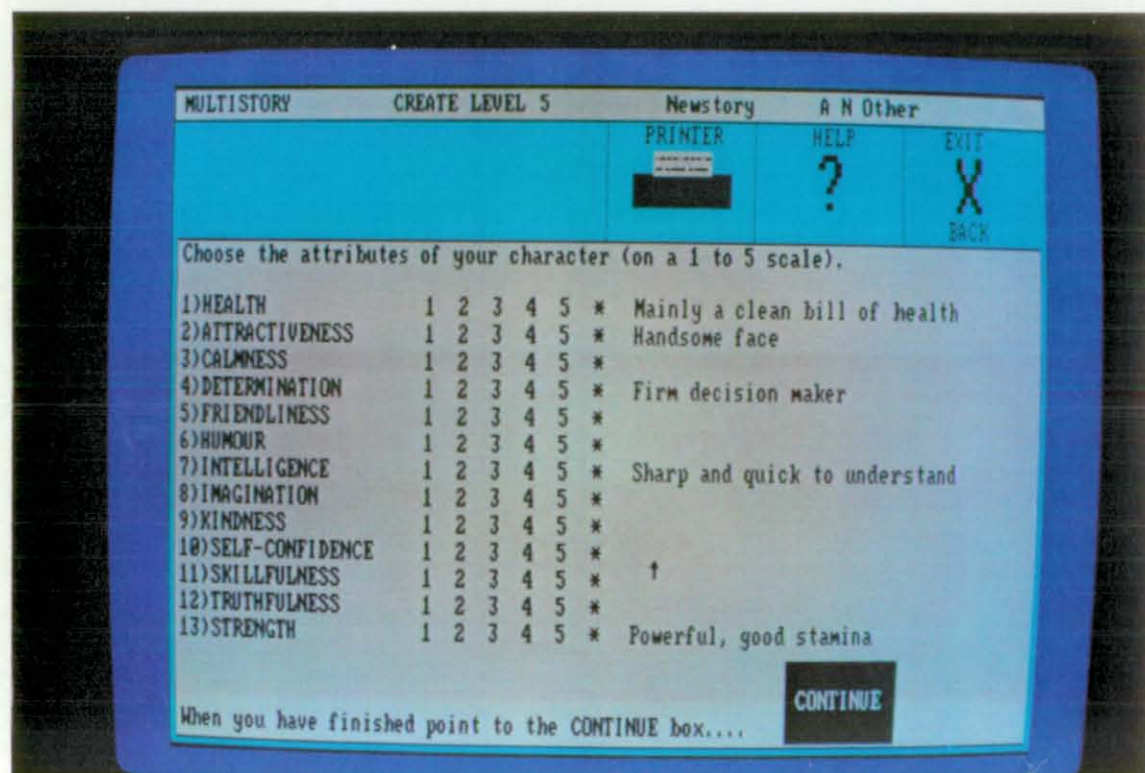 MULTISTORY CREATE LEVEL 5 Newstory A N Other
PRINTER HELP EXIT
?
X
BACK
Choose the attributes of your character (on a 1 to 5 scale).
1)HEALTH 1 2 3 4 5 * Mainly a clean bill of health
2)ATTRACTIVENESS 1 2 3 4 5 * Handsome face
3)CALMNESS 1 2 3 4 5 *
4)DETERMINATION 1 2 3 4 5 * Firm decision maker
5)FRIENDLINESS 1 2 3 4 5 *
6)HUMOUR 1 2 3 4 5 *
7)INTELLIGENCE 1 2 3 4 5 * Sharp and quick to understand
8)IMAGINATION 1 2 3 4 5 *
9)KINDNESS 1 2 3 4 5 *
10)SELF-CONFIDENCE 1 2 3 4 5 *
11)SKILLFULNESS 1 2 3 4 5 *
12)TRUTHFULNESS 1 2 3 4 5 *
13)STRENGTH 1 2 3 4 5 * Powerful, good stamina
CONTINUE
When you have finished point to the CONTINUE box....